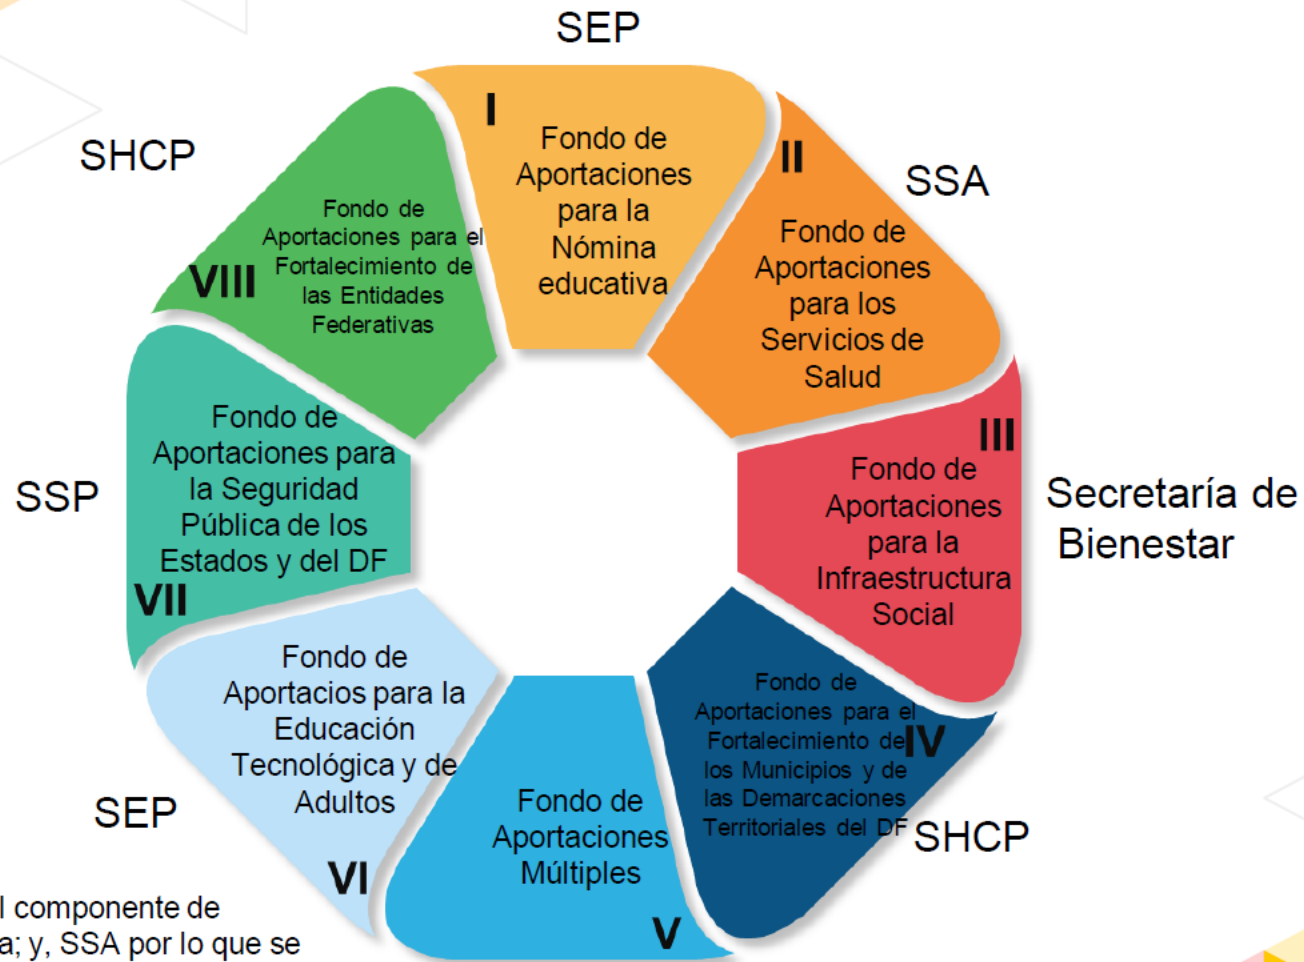 SEP
I
Fondo de
Aportaciones
para la
Nómina
educativa
II
SSA
Fondo de
Aportaciones
para los
Servicios de
Salud
III
Fondo de
Aportaciones
para la
Infraestructura
Social
Secretaría de
Bienestar
Fondo de
Aportaciones para el
Fortalecimiento de
los Municipios y de
las Demarcaciones
Territoriales del DF
IV
SHCP
Fondo de
Aportaciones
Múltiples
V
Fondo de
Aportacios para la
Educación
Tecnológica y de
Adultos
VI
SEP
Fondo de
Aportaciones para
la Seguridad
Pública de los
Estados y del DF
VII
SSP
SHCP
Fondo de
Aportaciones para el
Fortalecimiento de
las Entidades
Federativas
VIII
l componente de
a; y, SSA por lo que se